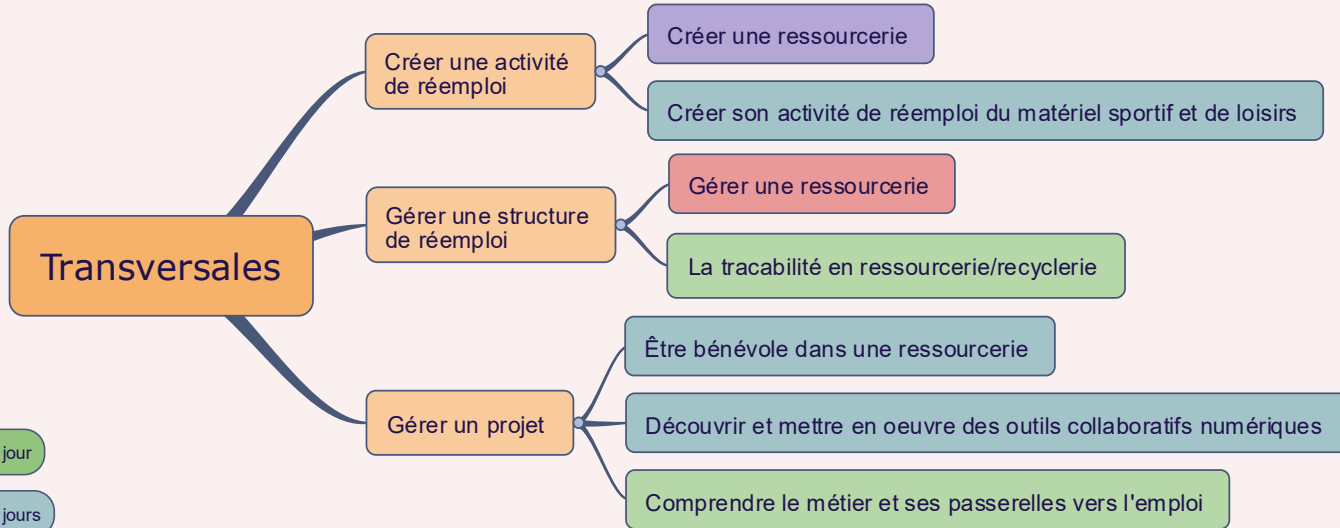 Transversales
Créer une activité
de réemploi
Créer une ressourcerie
Créer son activité de réemploi du matériel sportif et de loisirs
Gérer une structure
de réemploi
Gérer une ressourcerie
La tracabilité en ressourcerie/recyclerie
Gérer un projet
Être bénévole dans une ressourcerie
Découvrir et mettre en oeuvre des outils collaboratifs numériques
Comprendre le métier et ses passerelles vers l'emploi
jour
jours